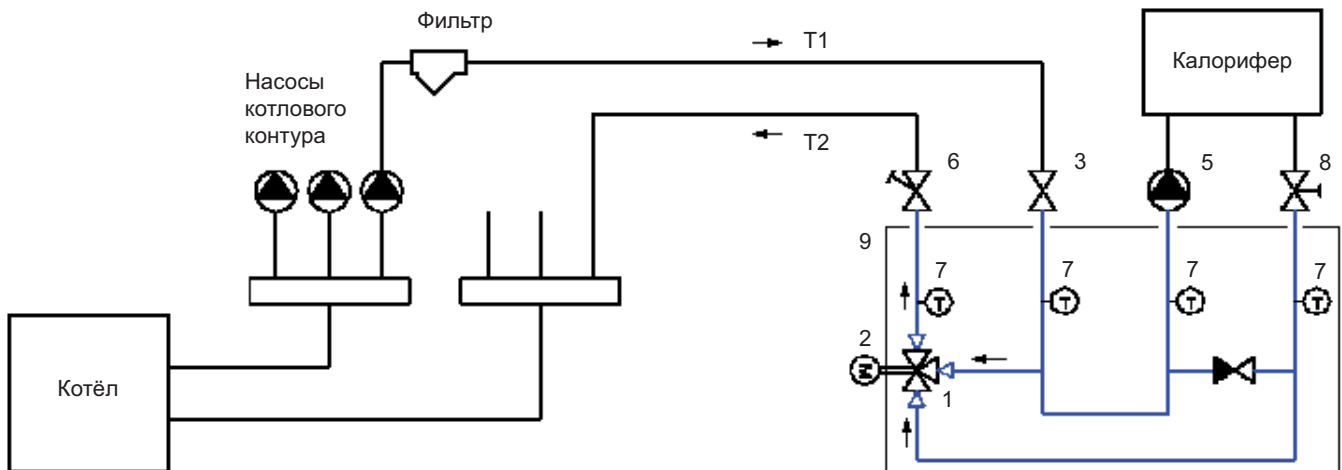 Фильтр
T1
Калорифер
Насосы
котлового
контура
T2
6
3
5
8
9
7
7
7
7
T
T
T
T
2
M
1
Котёл